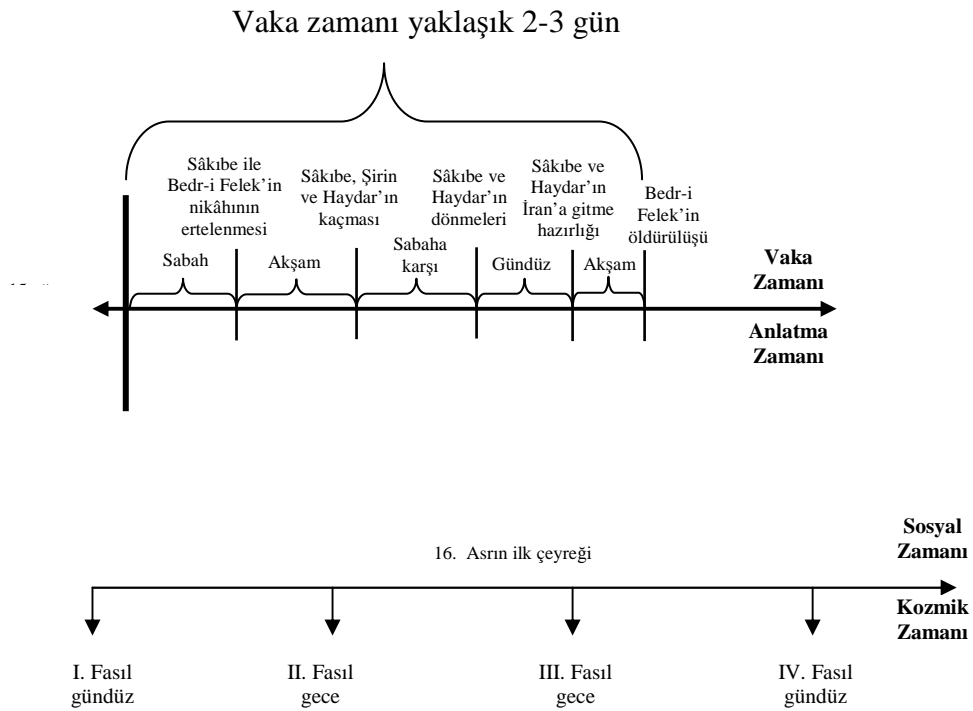 Vaka zamanı yaklaşık 2-3 gün
Sâkıbe ile
Bedr-i Felek’in
nikâhının
ertelenmesi
Sâkıbe, Şirin
ve Haydar’ın
kaçması
Sâkıbe ve
Haydar’ın
dönmeleri
Sâkıbe ve
Haydar’ın
İran’a gitme
hazırlığı
Bedr-i
Felek’in
öldürülüşü
Sabah
Akşam
Sabaha
karşı
Gündüz
Akşam
Vaka
Zamanı
Anlatma
Zamanı
16. Asrın ilk çeyreği
Sosyal
Zamanı
Kozmik
Zamanı
I. Fasıl
gündüz
II. Fasıl
gece
III. Fasıl
gece
IV. Fasıl
gündüz